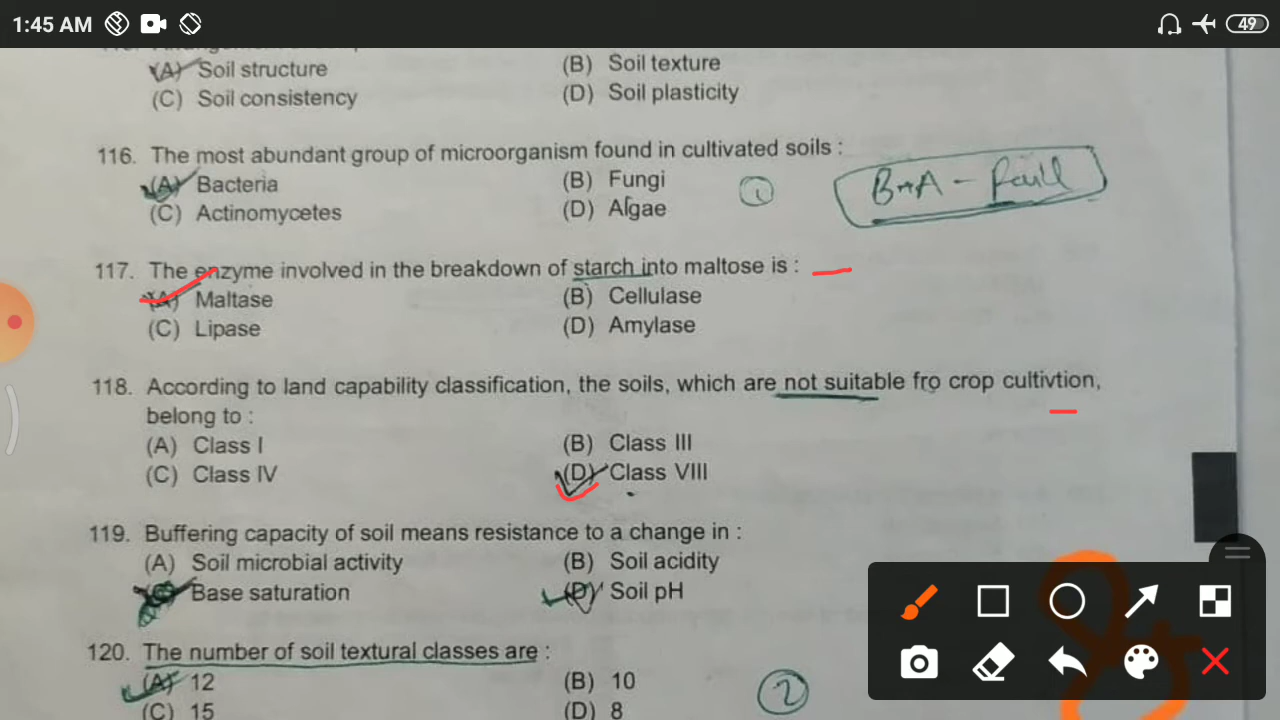 1:45 AM
49
(A) Soil structure
(B) Soil texture
(C) Soil consistency
(D) Soil plasticity
116. The most abundant group of microorganism found in cultivated soils :
(A) Bacteria
(B) Fungi
(C) Actinomycetes
(D) Algae
1
117. The enzyme involved in the breakdown of starch into maltose is :
(A) Maltase
(B) Cellulase
(C) Lipase
(D) Amylase
118. According to land capability classification, the soils, which are not suitable fro crop cultivtion,
belong to :
(A) Class I
(B) Class III
(C) Class IV
(D) Class VIII
119. Buffering capacity of soil means resistance to a change in :
(A) Soil microbial activity
(B) Soil acidity
Base saturation
(D) Soil pH
120. The number of soil textural classes are :
(A) 12
(B) 10
2
(C) 15
(D) 8